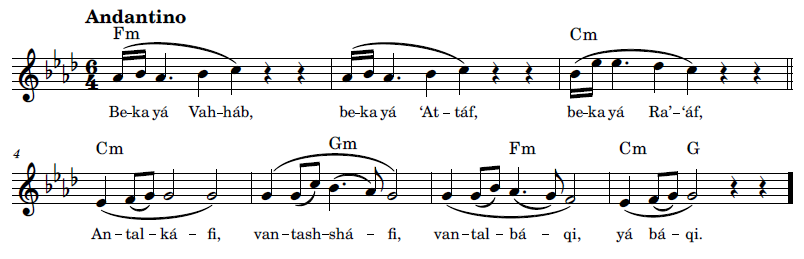 Andantino
Fm Cm
6
4
Be-ka yá Vah-háb, be-ka yá ‘At-táf, be-ka yá Ra’-‘áf,
4
Cm Gm Fm Cm G
An-tal-ká-fi, van-tash-shá-fi, van-tal-bá-qi, yá bá-qi.